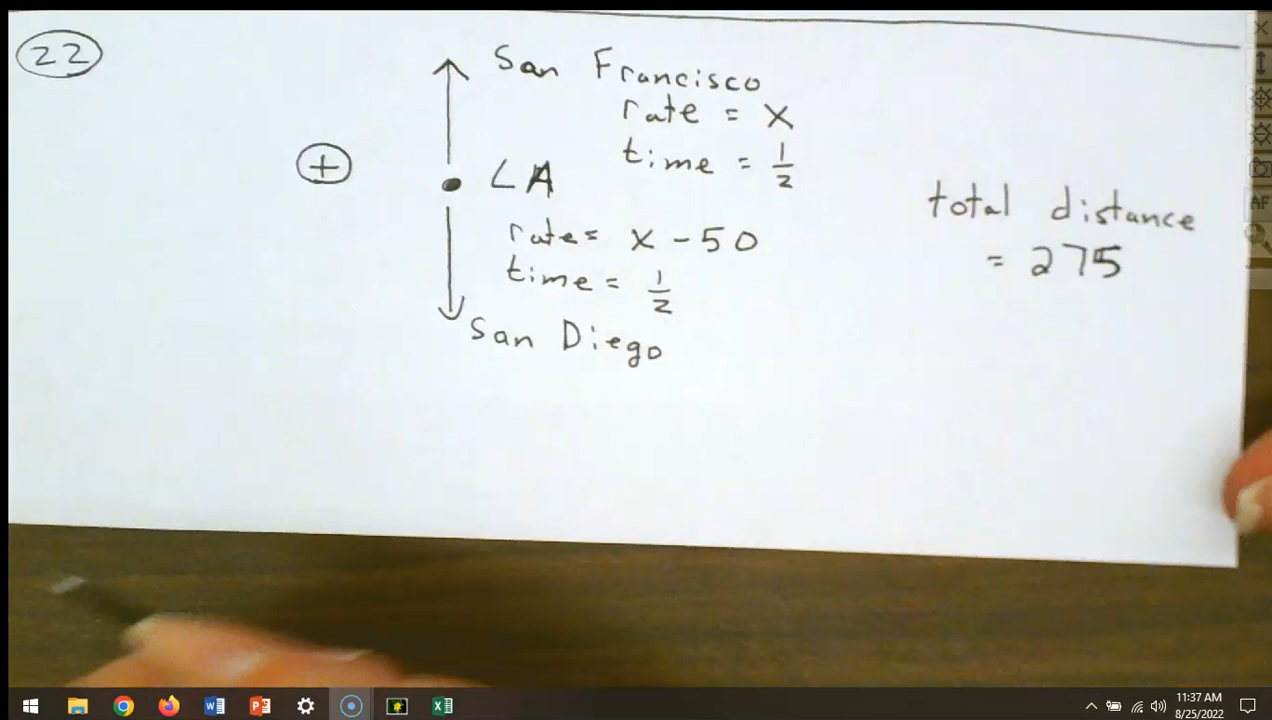 22
San Francisco
rate = x
time = 1/2
+
LA
rate= x - 50
time = 1/2
San Diego
total distance
= 275
AF
11:37 AM
8/25/2022